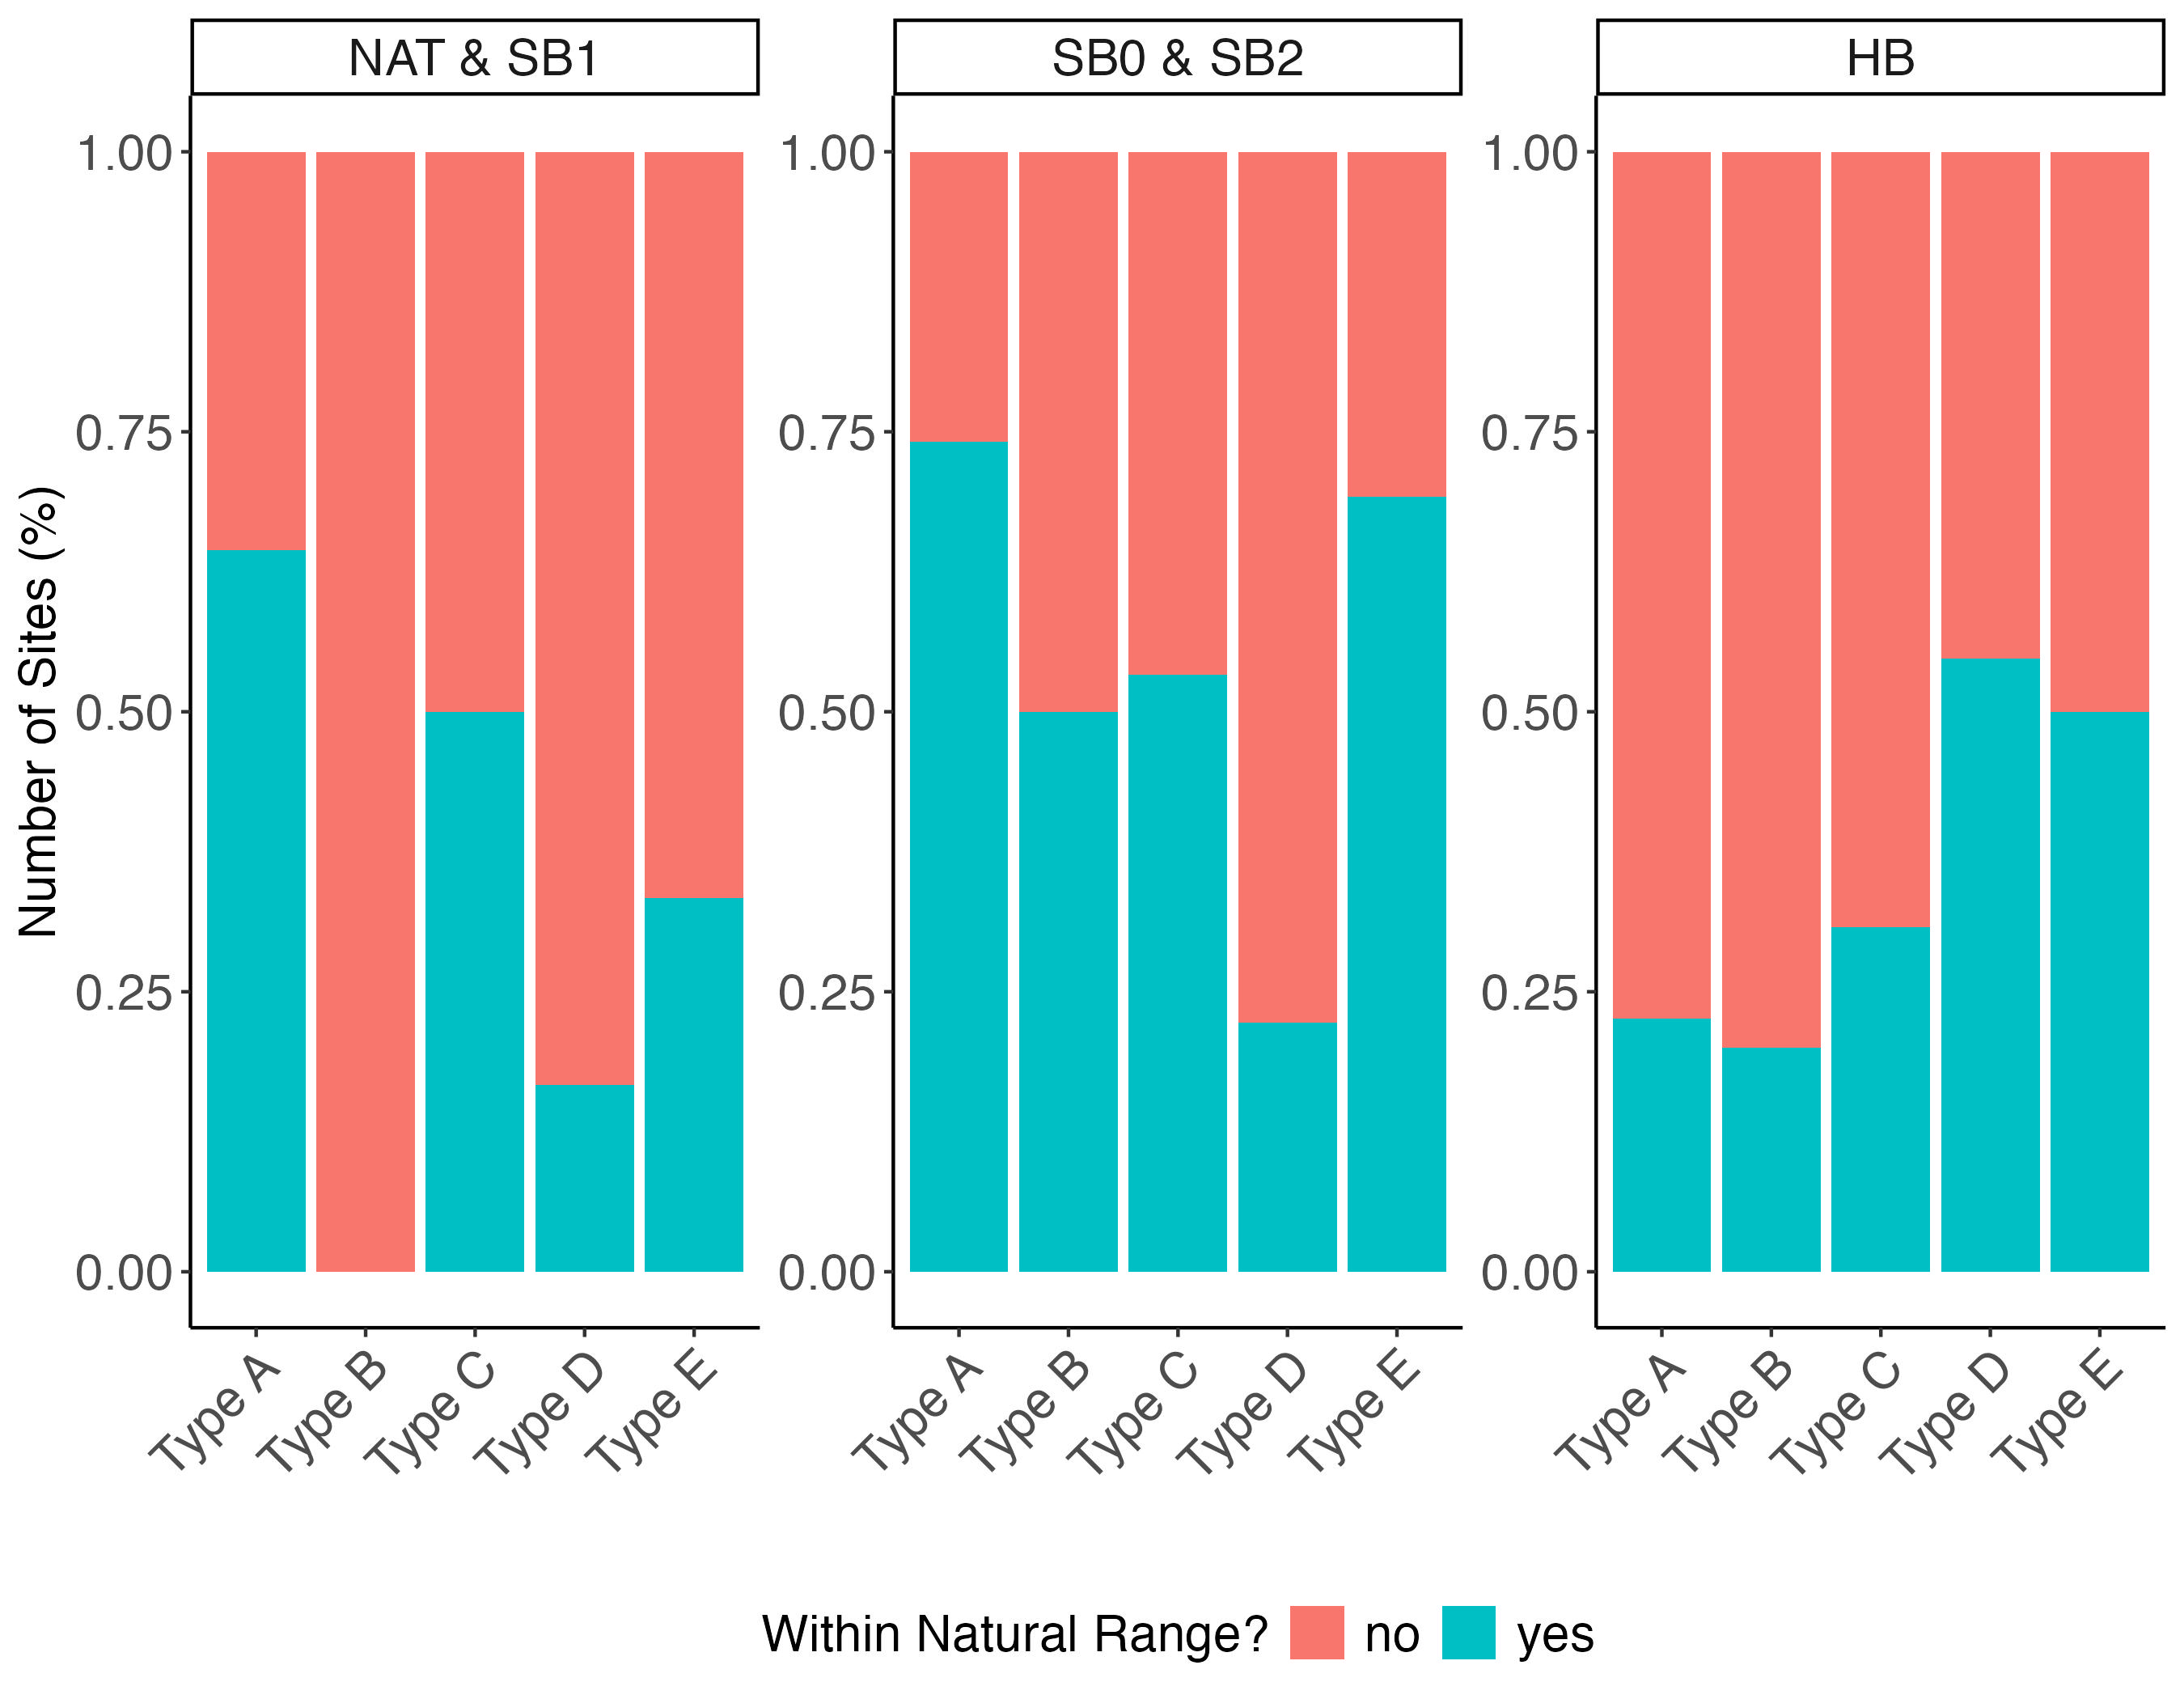 NAT & SB1
SB0 & SB2
HB
Number of Sites (%)
1.00
0.75
0.50
0.25
0.00
1.00
0.75
0.50
0.25
0.00
1.00
0.75
0.50
0.25
0.00
Type A
Type B
Type C
Type D
Type E
Type A
Type B
Type C
Type D
Type E
Type A
Type B
Type C
Type D
Type E
Within Natural Range? no yes